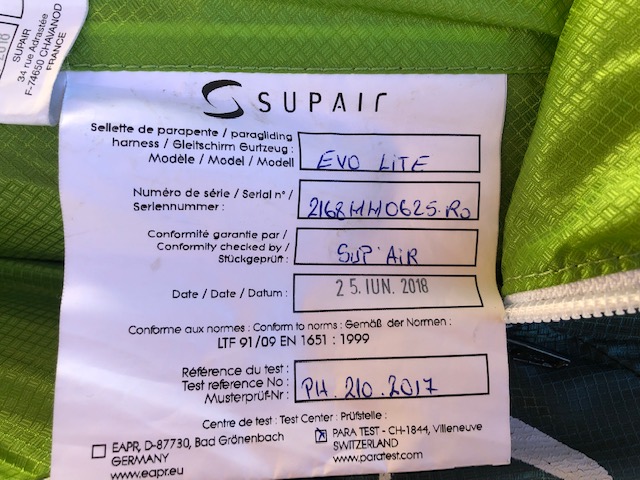 2018
SUPAIR
34 rue Adrastée
F-74650 CHAVANOD
FRANCE
SUPAIR
Sellette de parapente / paragliding
harness / Gleitschirm Gurtzeug :
Modèle / Model / Modell
EVO LITE
Numéro de série / Serial n° /
Seriennummer :
2168MH0625.R0
Conformité garantie par /
Conformity checked by /
Stückgeprüft :
SUP'AIR
Date / Date / Datum :
25. IUN. 2018
Conforme aux normes : Conform to norms : Gemäß der Normen :
LTF 91/09 EN 1651 : 1999
Référence du test :
Test reference No :
Musterprüf-Nr :
PH. 210. 2017
Centre de test : Test Center : Prüfstelle :
EAPR, D-87730, Bad Grönenbach
GERMANY
www.eapr.eu
PARA TEST - CH-1844, Villeneuve
SWITZERLAND
www.paratest.com